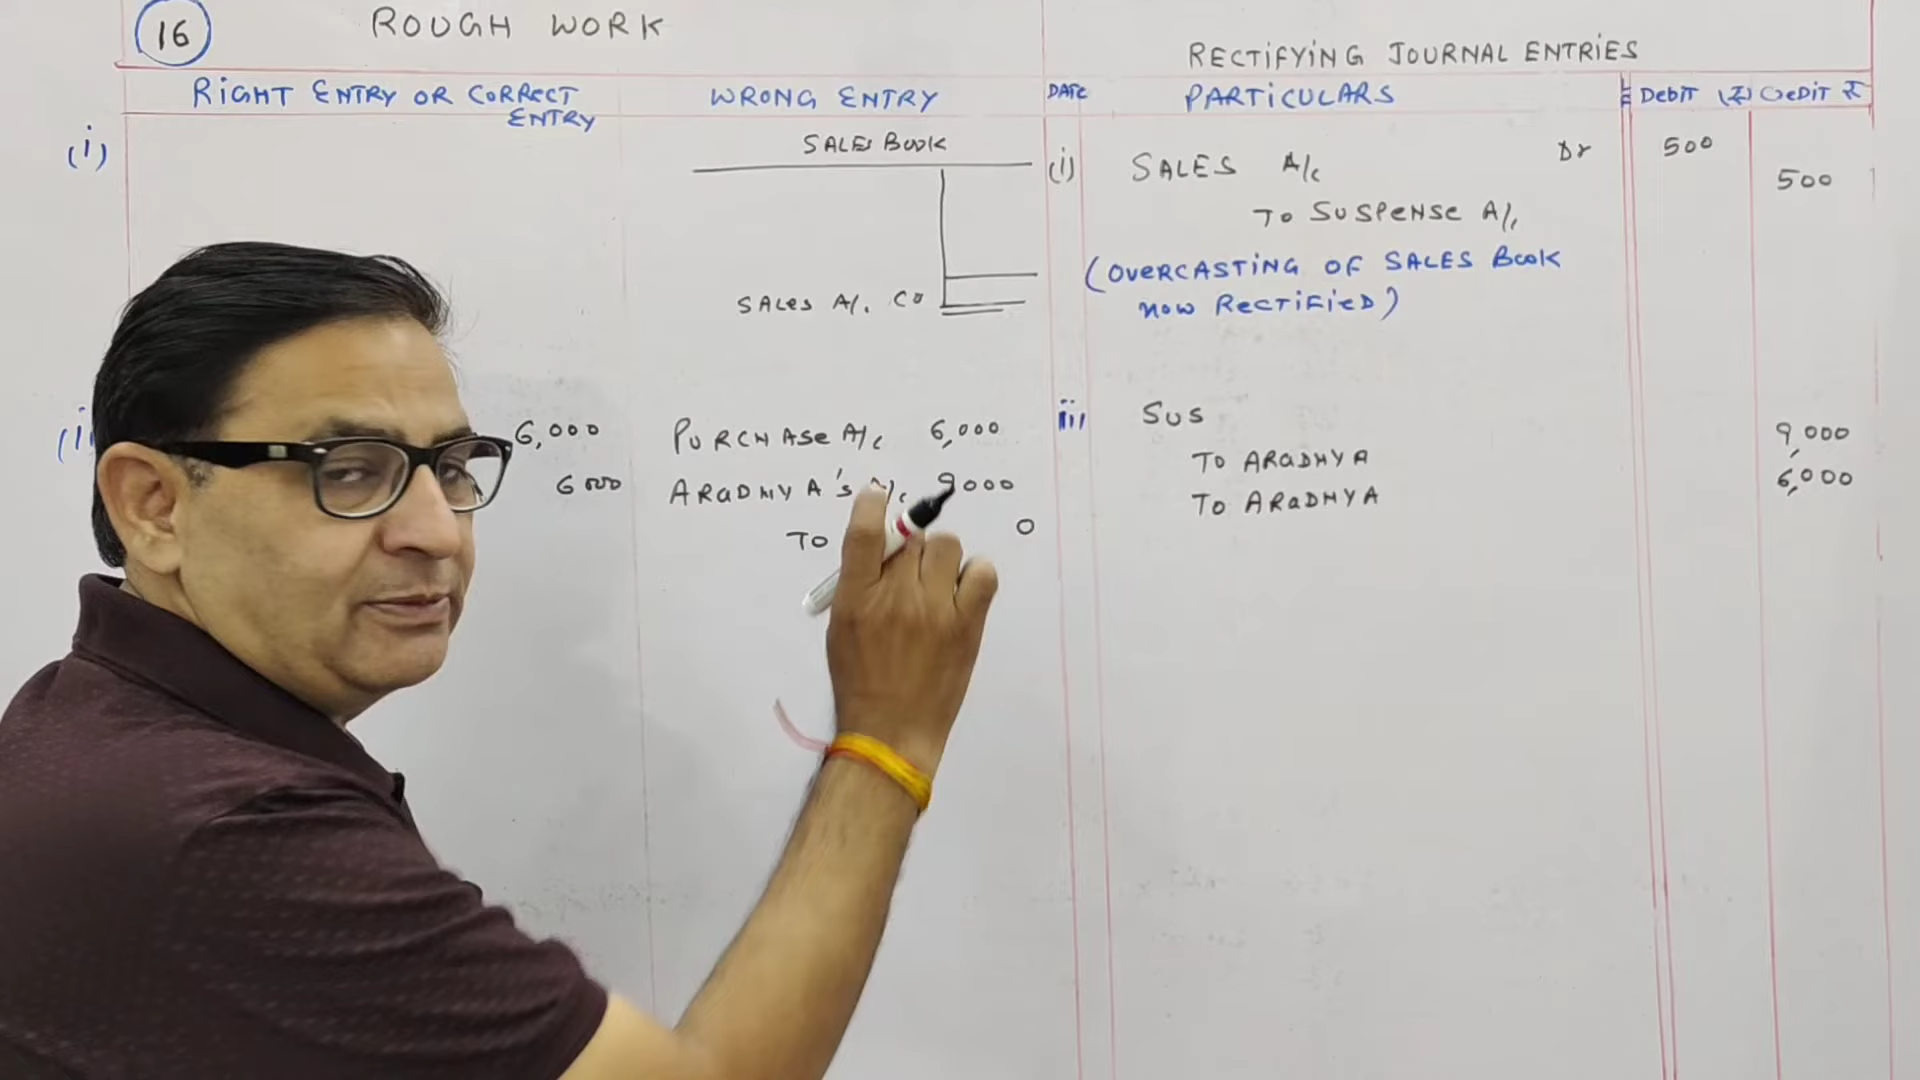 16
ROUGH WORK
RECTIFYING JOURNAL ENTRIES
RIGHT ENTRY OR CORRECT
ENTRY
WRONG ENTRY
DATE
PARTICULARS
DEBIT (₹)
CREDIT ₹
(i)
SALES BOOK
SALES A/c CO
(i) SALES A/c Dr 500
TO SUSPENSE A/c 500
(OVERCASTING OF SALES BOOK
NOW RECTIFIED)
6,000
6000
PURCHASE A/c 6,000
ARADHYA's A/c 9000
TO 0
ii) SUS
TO ARADHYA 9,000
TO ARADHYA 6,000